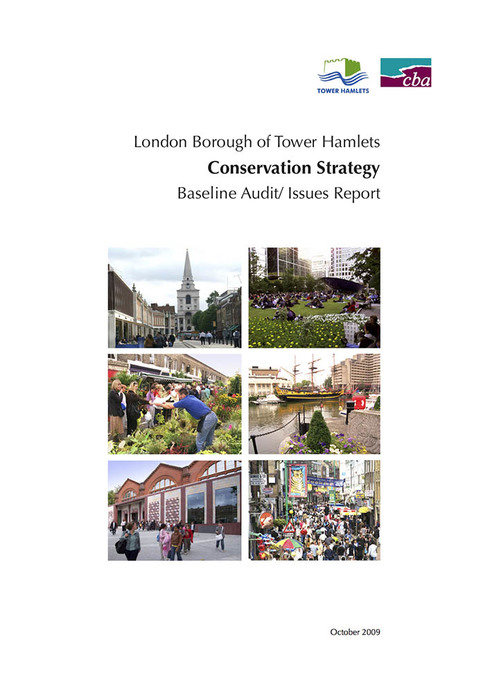 TOWER HAMLETS
cba
London Borough of Tower Hamlets
Conservation Strategy
Baseline Audit/ Issues Report
October 2009